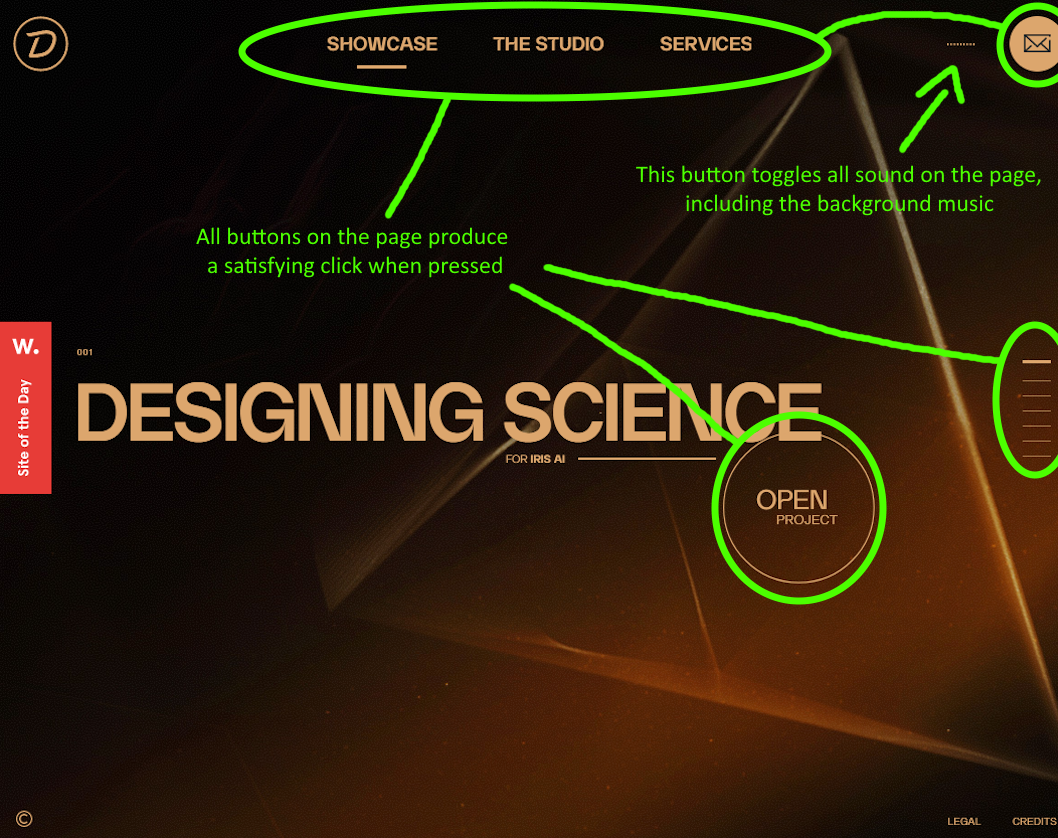 D
SHOWCASE THE STUDIO SERVICES
This button toggles all sound on the page,
including the background music
All buttons on the page produce
a satisfying click when pressed
W.
Site of the Day
001
DESIGNING SCIENCE
FOR IRIS AI
OPEN
PROJECT
©
LEGAL CREDITS